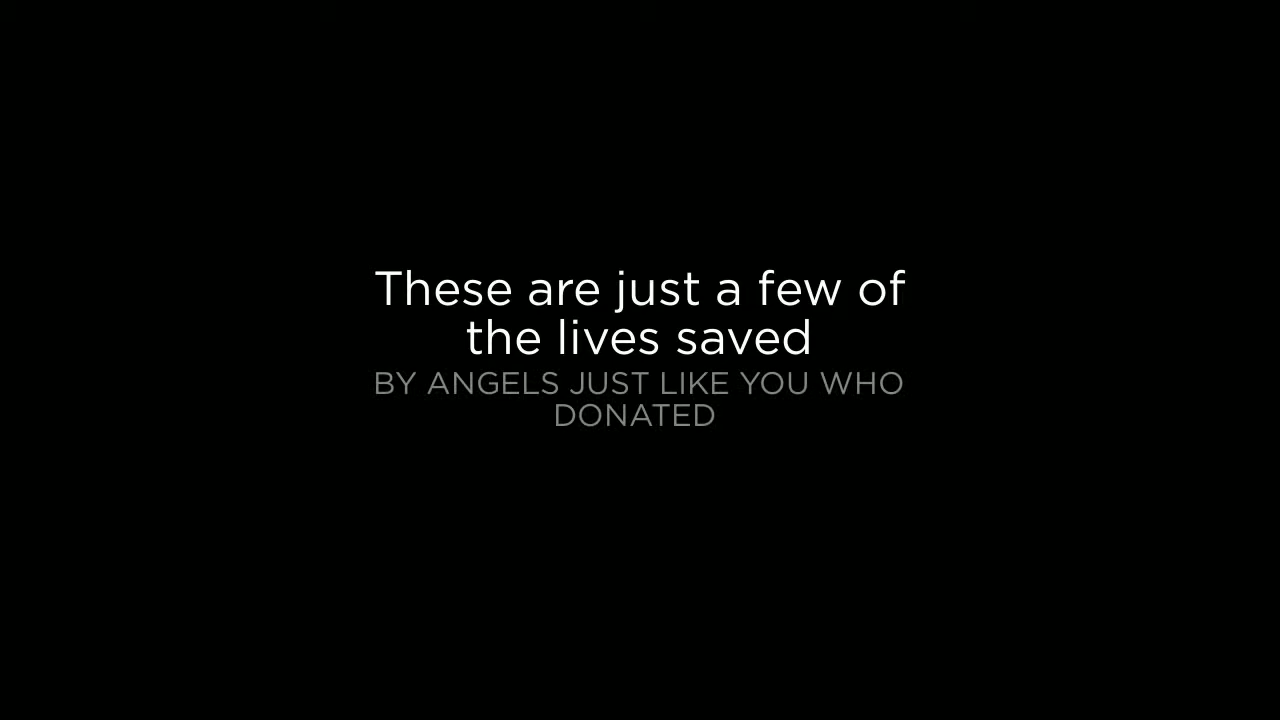 These are just a few of
the lives saved
BY ANGELS JUST LIKE YOU WHO
DONATED